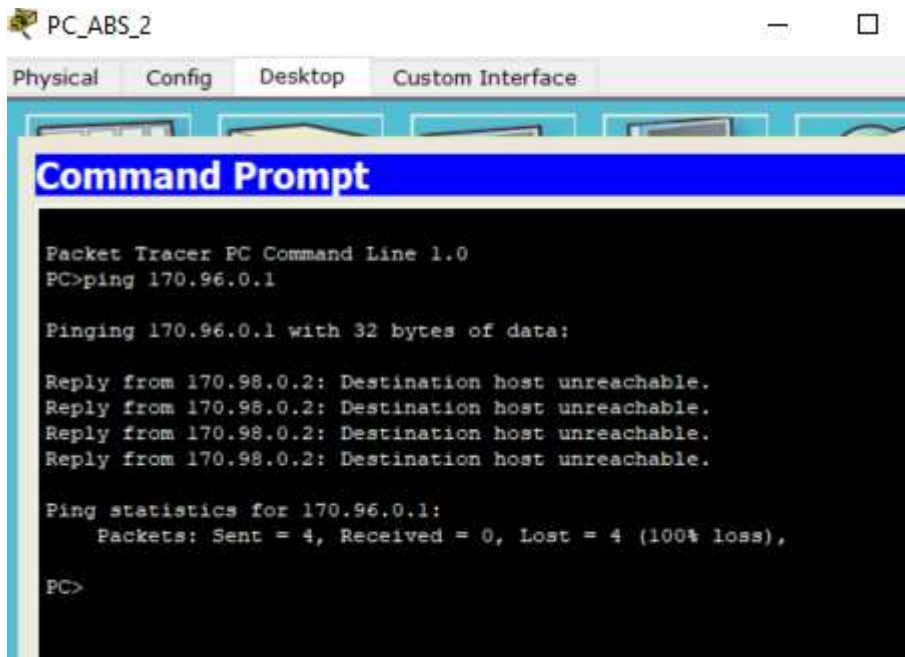 PC_ABS_2
Physical Config Desktop Custom Interface
Command Prompt
Packet Tracer PC Command Line 1.0
PC>ping 170.96.0.1
Pinging 170.96.0.1 with 32 bytes of data:
Reply from 170.98.0.2: Destination host unreachable.
Reply from 170.98.0.2: Destination host unreachable.
Reply from 170.98.0.2: Destination host unreachable.
Reply from 170.98.0.2: Destination host unreachable.
Ping statistics for 170.96.0.1:
Packets: Sent = 4, Received = 0, Lost = 4 (100% loss),
PC>